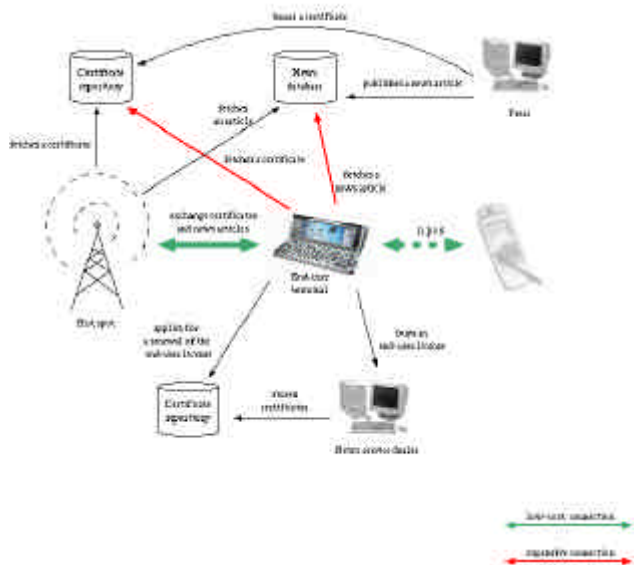 issues a certificate
Certificate
repository
News
database
publishes a news article
fetches
an article
fetches a certificate
fetches a certificate
fetches a
news article
exchange certificates
and news articles
End-user
terminal
Hot spot
applies for
a renewal of the
end-user license
buys an
end-user license
Certificate
repository
stores
certificates
News service dealer
low-cost connection
expensive connection